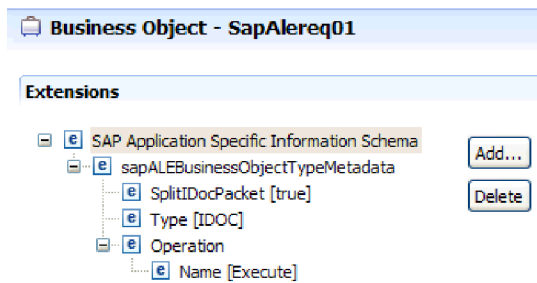 Business Object - SapAlereq01
Extensions
e SAP Application Specific Information Schema
Add...
e sapALEBusinessObjectTypeMetadata
e SplitIDocPacket [true]
Delete
e Type [IDOC]
e Operation
e Name [Execute]